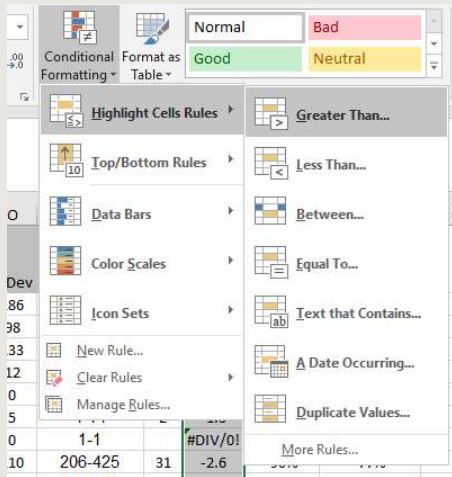 Normal Bad
.00
→.0 Conditional Format as Good Neutral
Formatting Table
Highlight Cells Rules Greater Than...
Top/Bottom Rules Less Than...
O Data Bars Between...
Color Scales Equal To...
Dev
86 Icon Sets Text that Contains...
98
33 New Rule... A Date Occurring...
12 Clear Rules
0 Manage Rules... Duplicate Values...
5
0 1-1 #DIV/0! More Rules...
10 206-425 31 -2.6